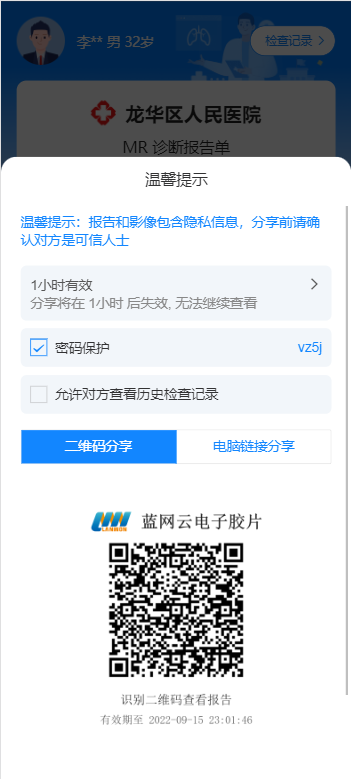 李** 男 32岁
检查记录
龙华区人民医院
MR 诊断报告单
温馨提示
温馨提示：报告和影像包含隐私信息，分享前请确
认对方是可信人士
1小时有效
分享将在 1小时 后失效, 无法继续查看
密码保护
vz5j
允许对方查看历史检查记录
二维码分享
电脑链接分享
LANWON
蓝网云电子胶片
识别二维码查看报告
有效期至 2022-09-15 23:01:46